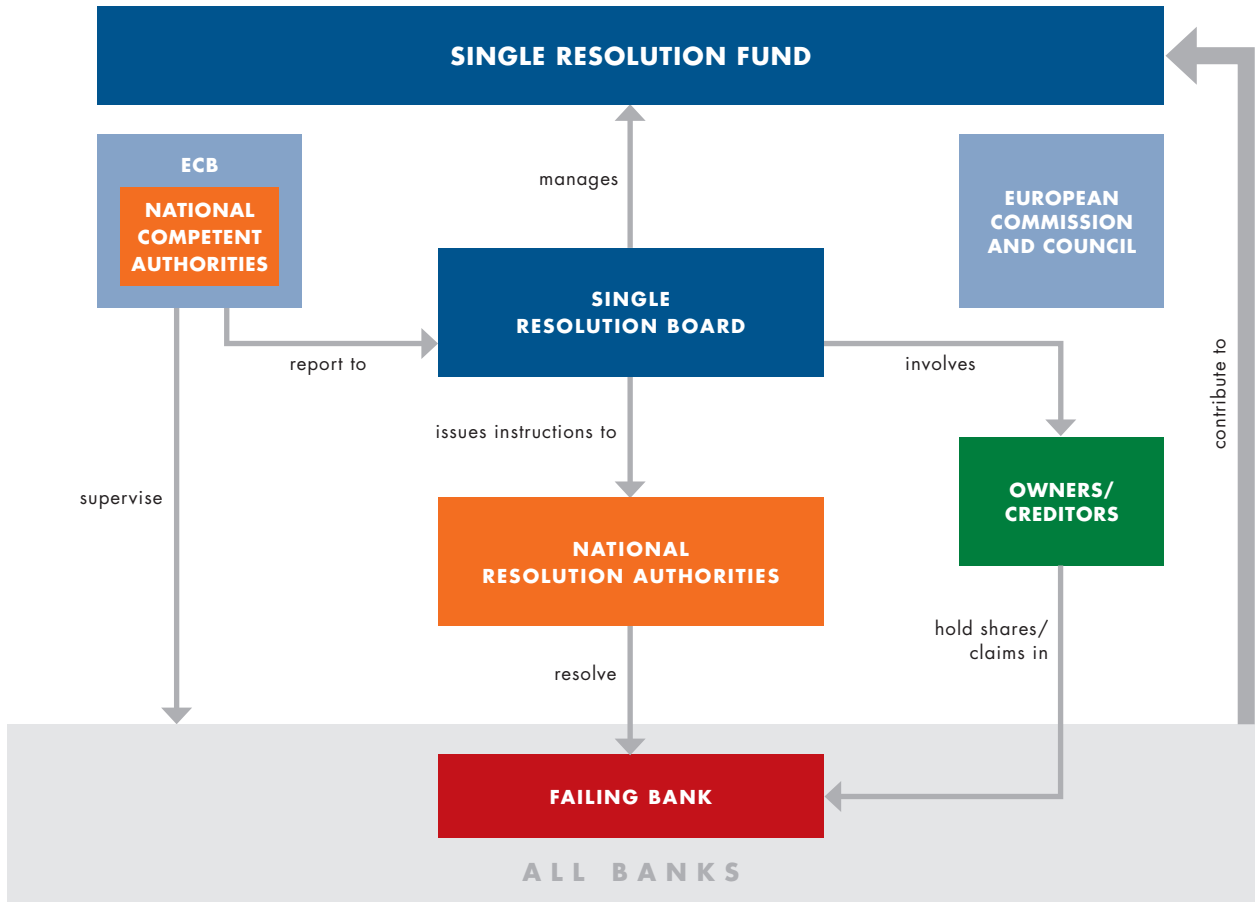 SINGLE RESOLUTION FUND
ECB
NATIONAL
COMPETENT
AUTHORITIES
manages
EUROPEAN
COMMISSION
AND COUNCIL
SINGLE
RESOLUTION BOARD
report to
involves
contribute to
issues instructions to
supervise
OWNERS/
CREDITORS
NATIONAL
RESOLUTION AUTHORITIES
hold shares/
claims in
resolve
FAILING BANK
ALL BANKS